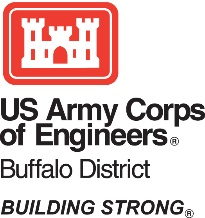 US Army Corps
of Engineers®
Buffalo District
BUILDING STRONG®